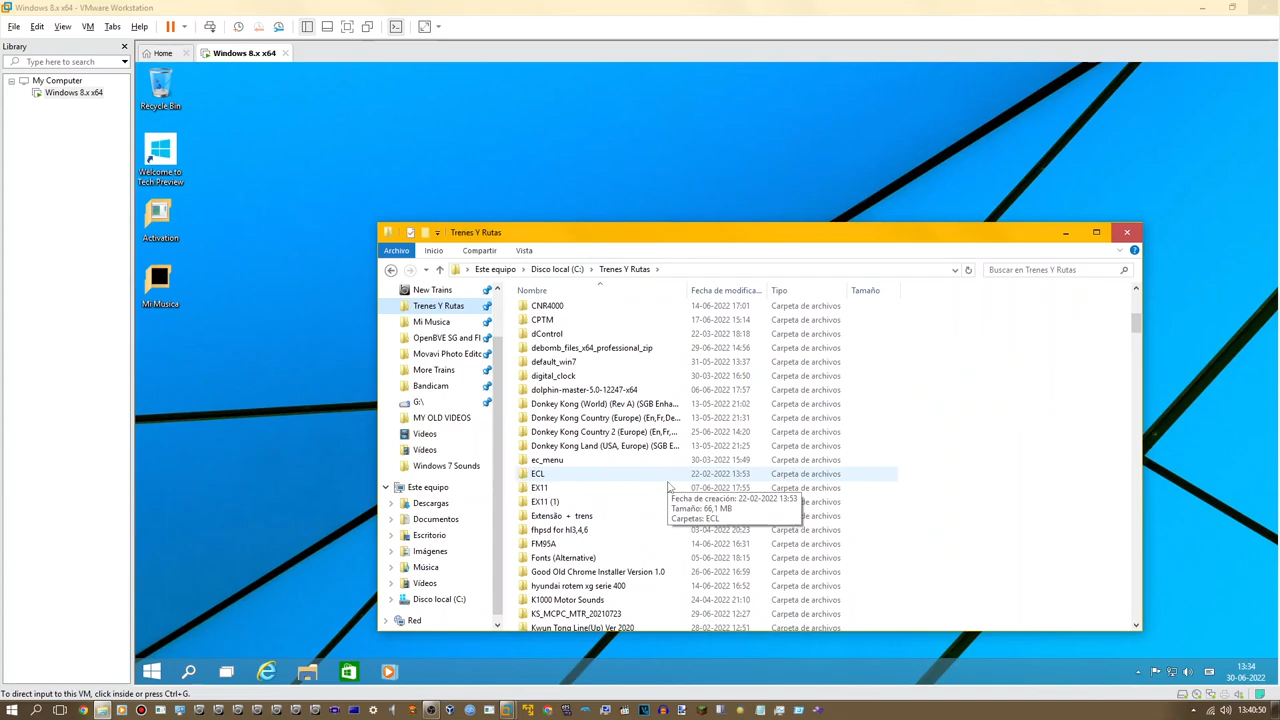 Windows 8.x x64 - VMware Workstation
File Edit View VM Tabs Help
Library
Type here to search
My Computer
Windows 8.x x64
Home
Windows 8.x x64
Recycle Bin
Welcome to
Tech Preview
Activation
Mi Musica
Trenes Y Rutas
Archivo Inicio Compartir Vista
Este equipo Disco local (C:) Trenes Y Rutas
Buscar en Trenes Y Rutas
New Trains
Trenes Y Rutas
Mi Musica
OpenBVE SG and Fl
Movavi Photo Editc
More Trains
Bandicam
G:\
MY OLD VIDEOS
Videos
Vídeos
Windows 7 Sounds
Este equipo
Descargas
Documentos
Escritorio
Imágenes
Música
Vídeos
Disco local (C:)
Red
Nombre Fecha de modifica... Tipo Tamaño
CNR4000 14-06-2022 17:01 Carpeta de archivos
CPTM 17-06-2022 15:14 Carpeta de archivos
dControl 22-03-2022 18:18 Carpeta de archivos
debomb_files_x64_professional_zip 29-06-2022 14:56 Carpeta de archivos
default_win7 31-05-2022 13:37 Carpeta de archivos
digital_clock 30-03-2022 16:50 Carpeta de archivos
dolphin-master-5.0-12247-x64 06-06-2022 17:57 Carpeta de archivos
Donkey Kong (World) (Rev A) (SGB Enha... 13-05-2022 21:02 Carpeta de archivos
Donkey Kong Country (Europe) (En,Fr,De... 13-05-2022 21:31 Carpeta de archivos
Donkey Kong Country 2 (Europe) (En,Fr,... 25-06-2022 14:20 Carpeta de archivos
Donkey Kong Land (USA, Europe) (SGB E... 13-05-2022 21:25 Carpeta de archivos
ec_menu 30-03-2022 15:49 Carpeta de archivos
ECL 22-02-2022 13:53 Carpeta de archivos
EX11 07-06-2022 17:55 Carpeta de archivos
EX11 (1) Carpeta de archivos
Extensão + trens Carpeta de archivos
fhpsd for hl3,4,6 03-04-2022 20:23 Carpeta de archivos
FM95A 14-06-2022 16:31 Carpeta de archivos
Fonts (Alternative) 05-06-2022 18:15 Carpeta de archivos
Good Old Chrome Installer Version 1.0 26-06-2022 16:59 Carpeta de archivos
hyundai rotem xg serie 400 14-06-2022 16:52 Carpeta de archivos
K1000 Motor Sounds 24-04-2022 21:10 Carpeta de archivos
KS_MCPC_MTR_20210723 29-06-2022 12:27 Carpeta de archivos
Kwun Tong Line(Up) Ver 2020 28-02-2022 12:51 Carpeta de archivos
Fecha de creación: 22-02-2022 13:53
Tamaño: 66,1 MB
Carpetas: ECL
13:34
30-06-2022
To direct input to this VM, click inside or press Ctrl+G.
13:40:50